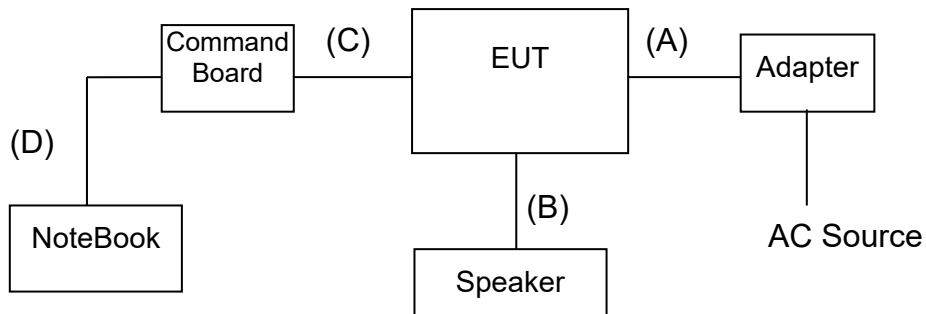 Command
Board
(C)
EUT
(A)
Adapter
(D)
(B)
NoteBook
AC Source
Speaker